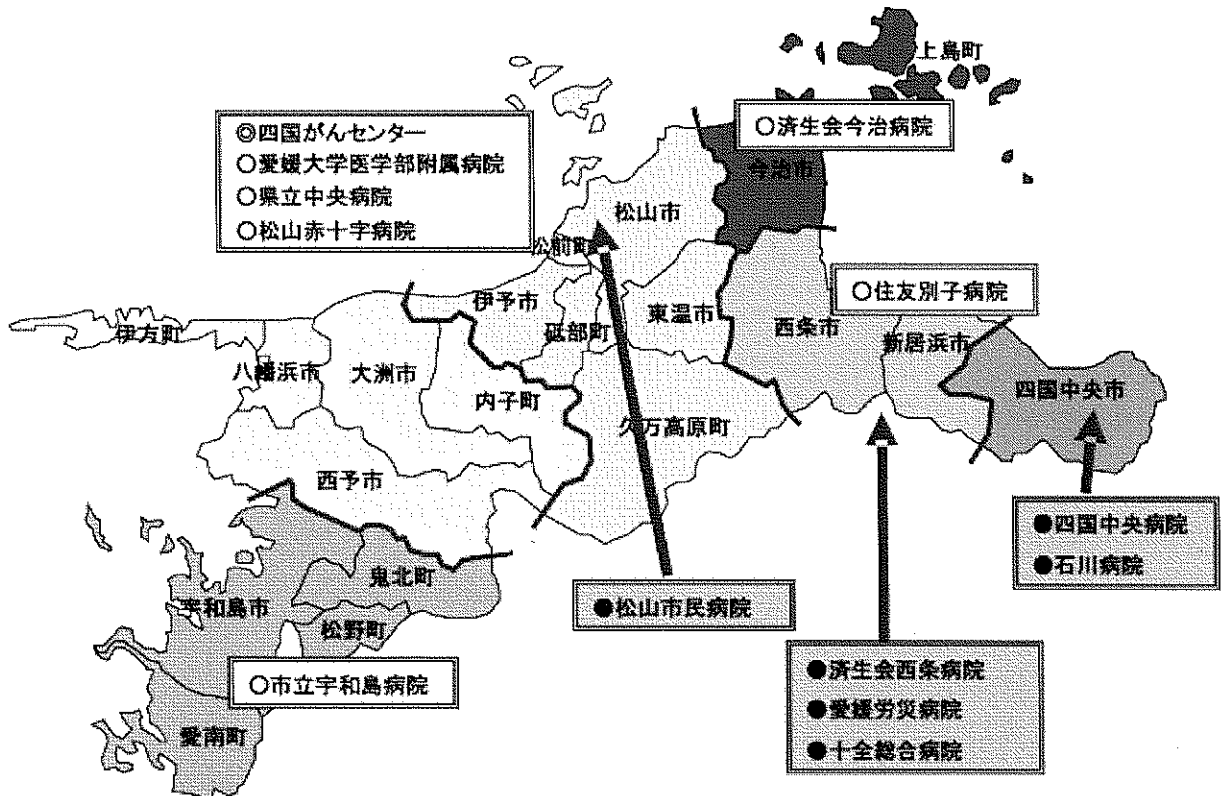 上島町
◎四国がんセンター
○愛媛大学医学部附属病院
○県立中央病院
○松山赤十字病院
○済生会今治病院
今治市
松山市
松前町
○住友別子病院
伊予市
砥部町
東温市
西条市
新居浜市
伊方町
八幡浜市
大洲市
内子町
久万高原町
四国中央市
西予市
●四国中央病院
●石川病院
鬼北町
宇和島市
●松山市民病院
松野町
○市立宇和島病院
●済生会西条病院
●愛媛労災病院
●十全総合病院
愛南町